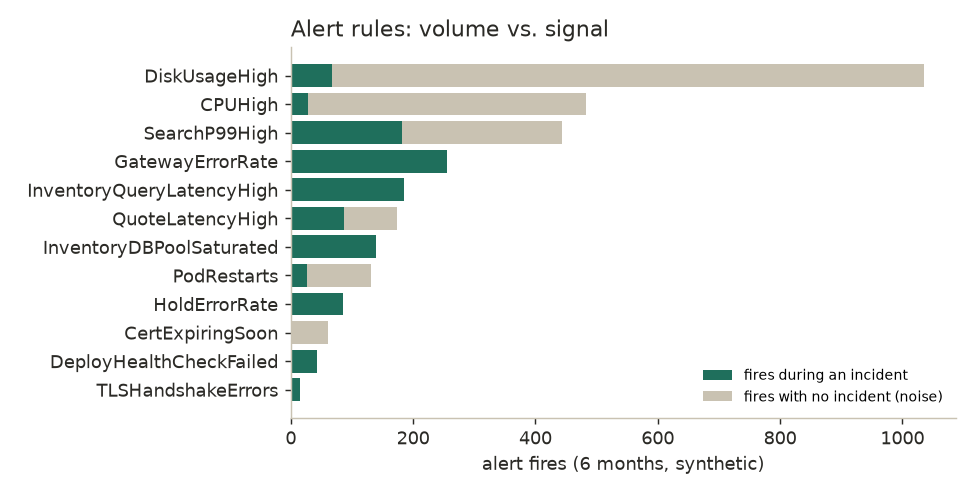 Alert rules: volume vs. signal
DiskUsageHigh
CPUHigh
SearchP99High
GatewayErrorRate
InventoryQueryLatencyHigh
QuoteLatencyHigh
InventoryDBPoolSaturated
PodRestarts
HoldErrorRate
CertExpiringSoon
DeployHealthCheckFailed
TLSHandshakeErrors
fires during an incident
fires with no incident (noise)
0 200 400 600 800 1000
alert fires (6 months, synthetic)